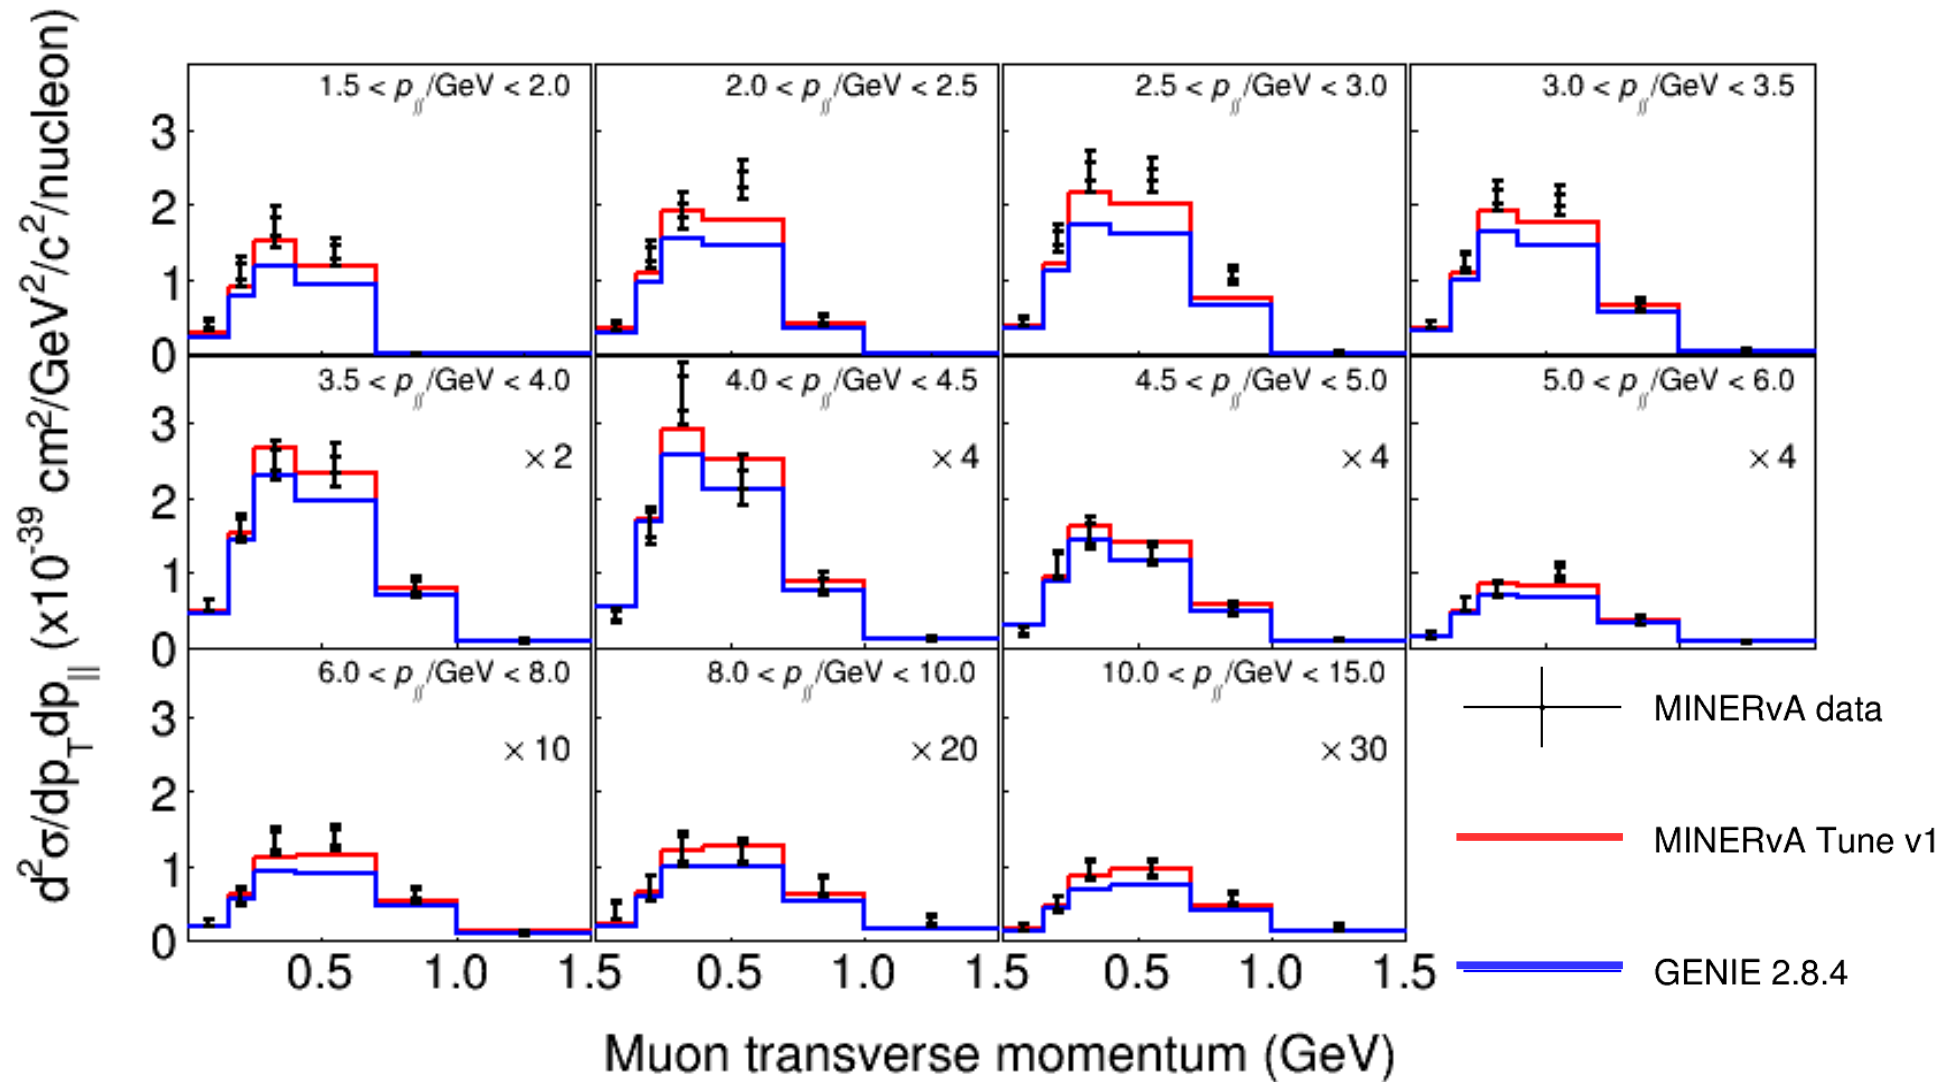 d²σ/dp_T dp_|| (x10⁻³⁹ cm²/GeV²/c²/nucleon)
1.5 < p_// /GeV < 2.0
2.0 < p_// /GeV < 2.5
2.5 < p_// /GeV < 3.0
3.0 < p_// /GeV < 3.5
3
2
1
0
3.5 < p_// /GeV < 4.0
4.0 < p_// /GeV < 4.5
4.5 < p_// /GeV < 5.0
5.0 < p_// /GeV < 6.0
× 2
× 4
× 4
× 4
3
2
1
0
6.0 < p_// /GeV < 8.0
8.0 < p_// /GeV < 10.0
10.0 < p_// /GeV < 15.0
× 10
× 20
× 30
3
2
1
0
0.5 1.0 1.5 0.5 1.0 1.5 0.5 1.0 1.5
MINERvA data
MINERvA Tune v1
GENIE 2.8.4
Muon transverse momentum (GeV)